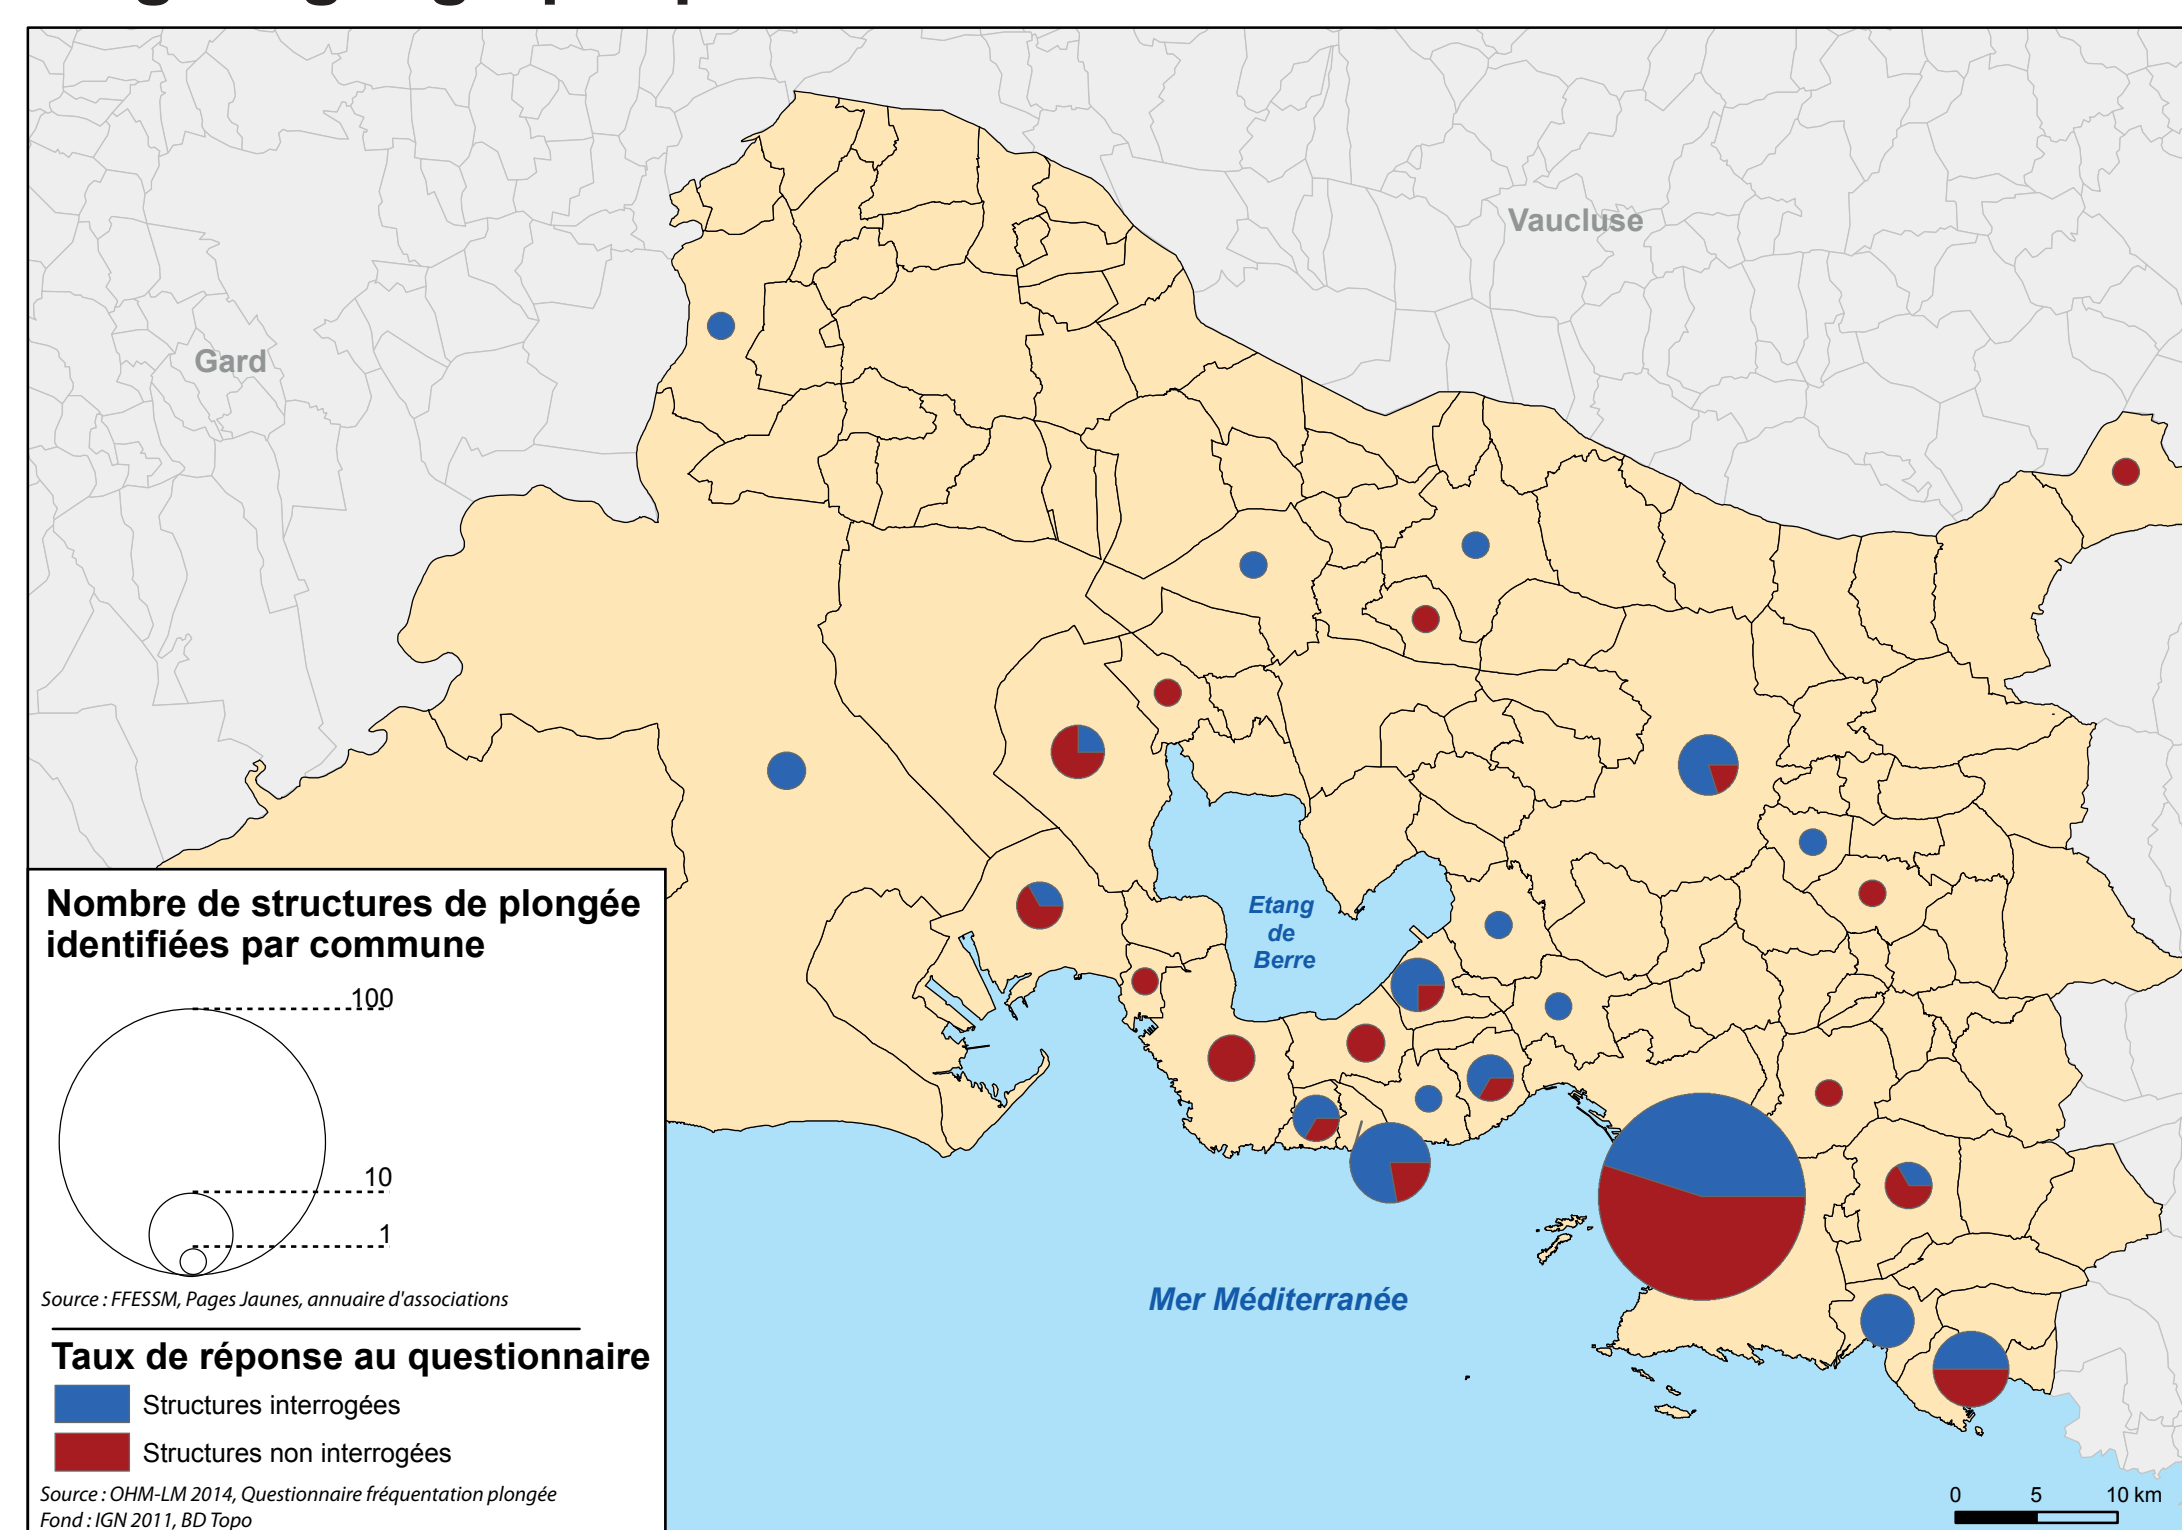 Vaucluse
Gard
Etang
de
Berre
Mer Méditerranée
Nombre de structures de plongée
identifiées par commune
100
10
1
Source : FFESSM, Pages Jaunes, annuaire d'associations
Taux de réponse au questionnaire
Structures interrogées
Structures non interrogées
Source : OHM-LM 2014, Questionnaire fréquentation plongée
Fond : IGN 2011, BD Topo
0 5 10 km